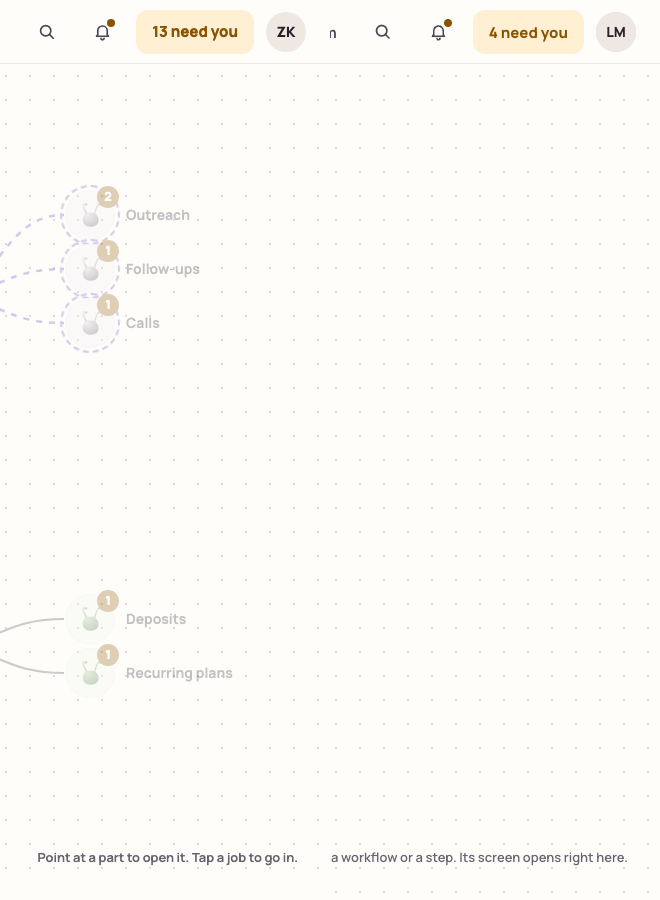 13 need you ZK n 4 need you LM
2
Outreach
1
Follow-ups
1
Calls
1
Deposits
1
Recurring plans
Point at a part to open it. Tap a job to go in. a workflow or a step. Its screen opens right here.